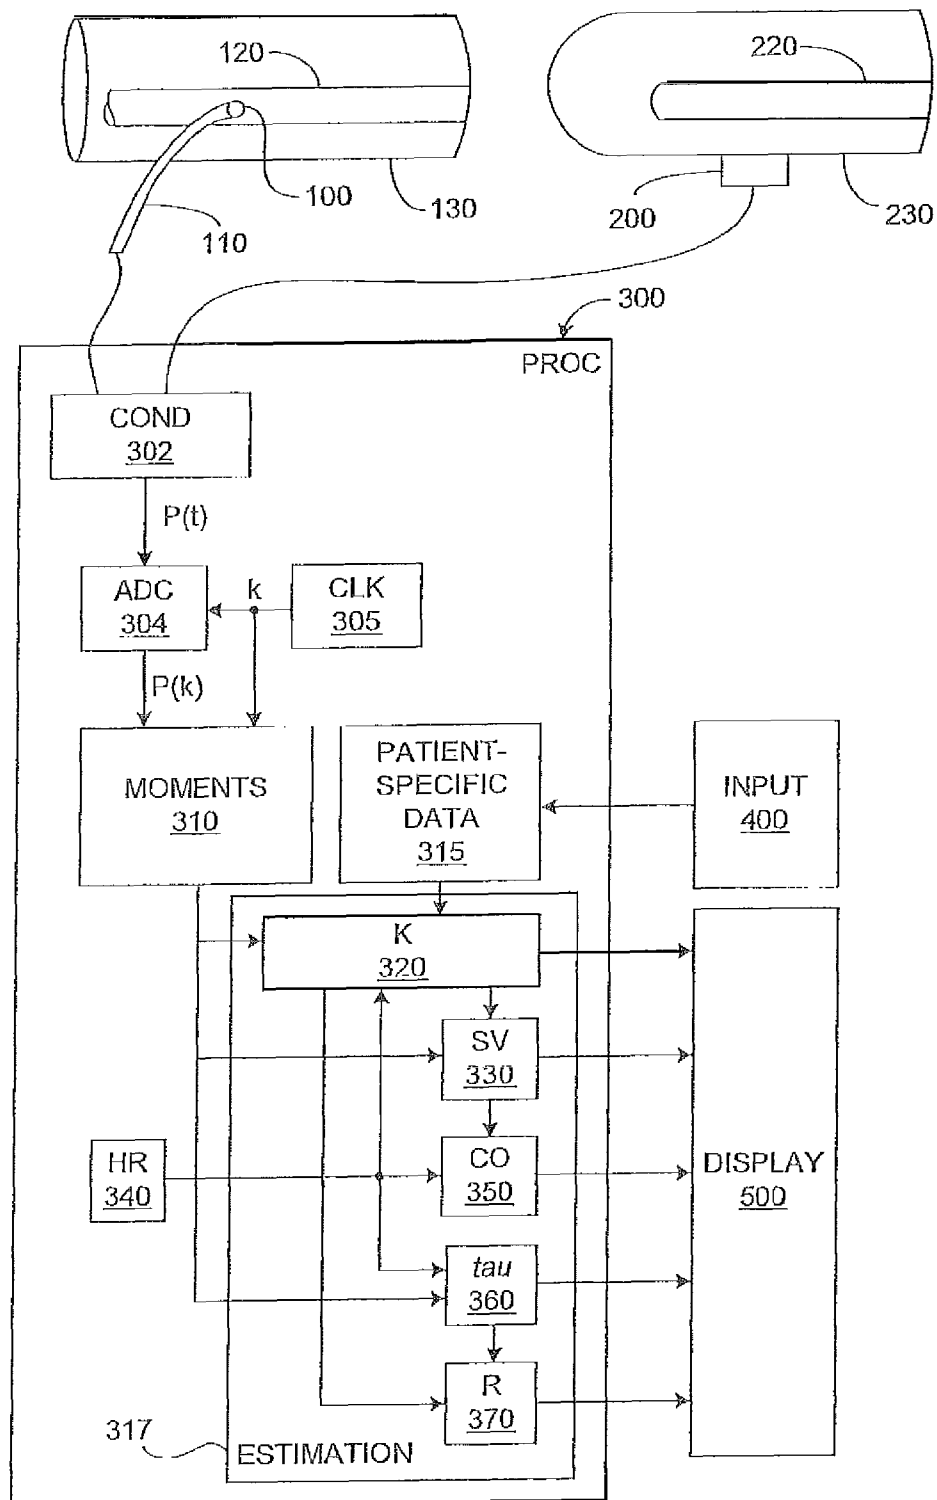 120
220
100
130
200
230
110
300
PROC
COND
302
P(t)
ADC
304
k
CLK
305
P(k)
MOMENTS
310
PATIENT-
SPECIFIC
DATA
315
INPUT
400
K
320
SV
330
HR
340
CO
350
DISPLAY
500
tau
360
R
370
317
ESTIMATION